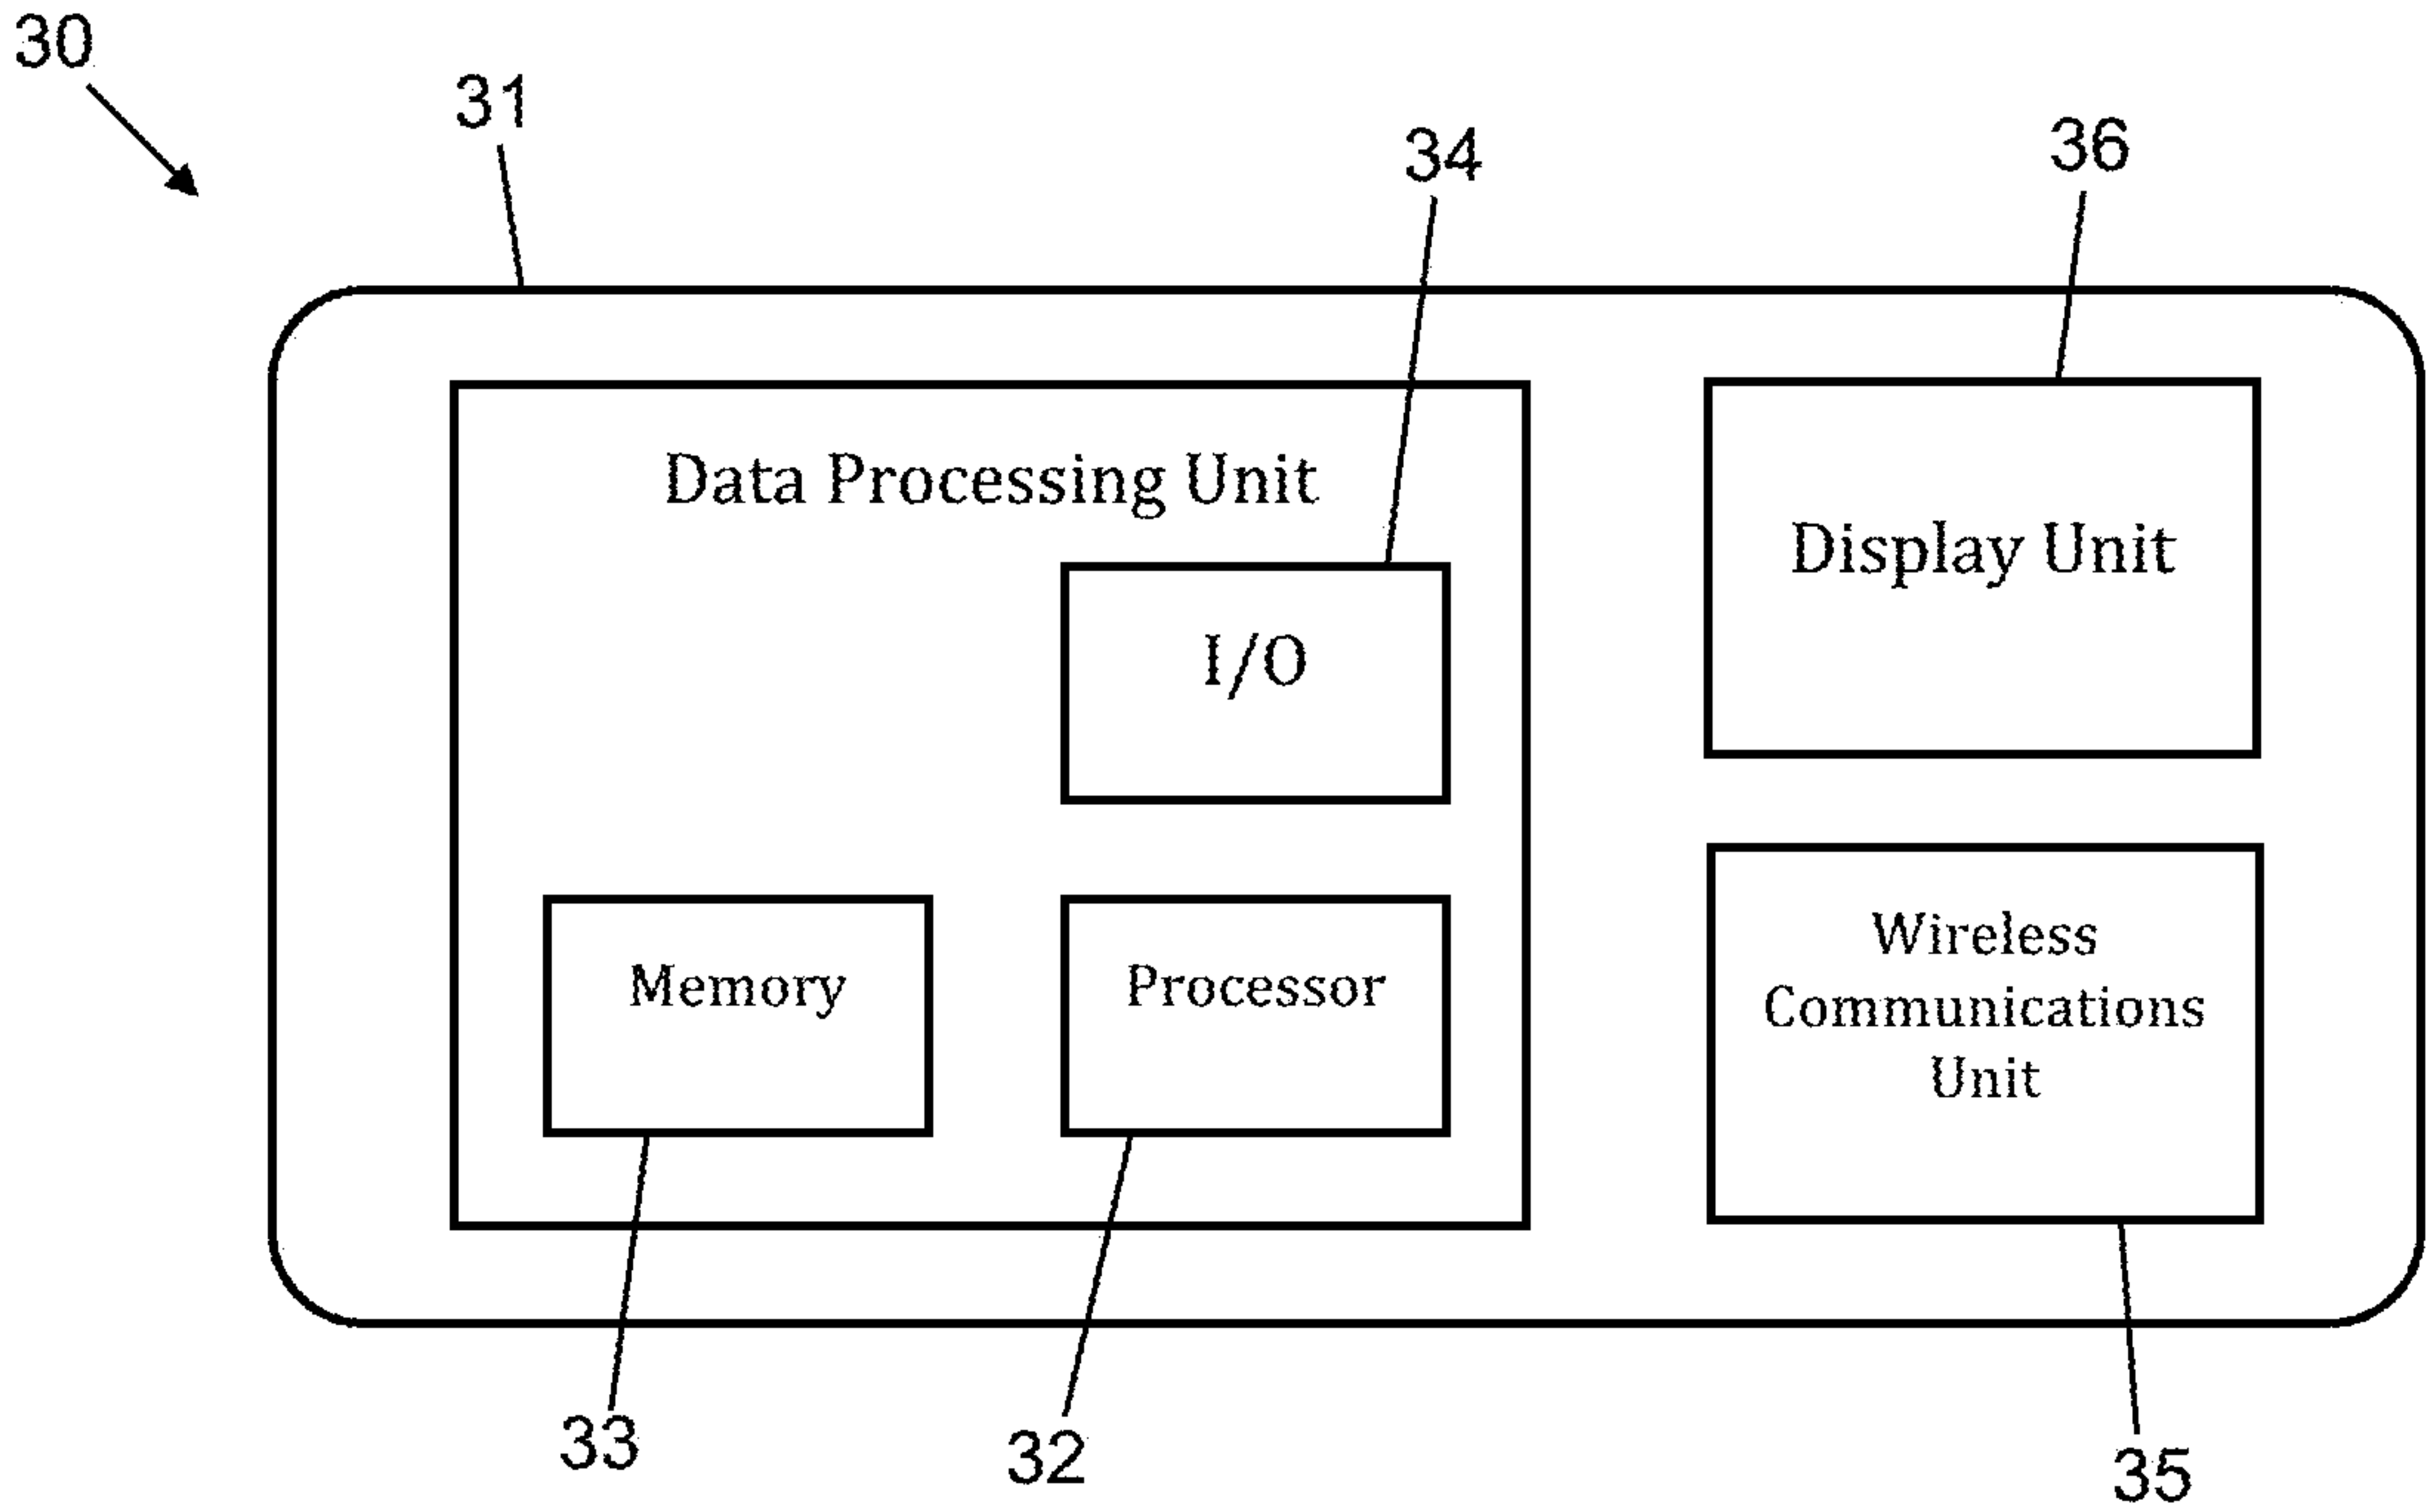 30
31
34
36
Data Processing Unit
Display Unit
I/O
Memory
Processor
Wireless
Communications
Unit
33
32
35